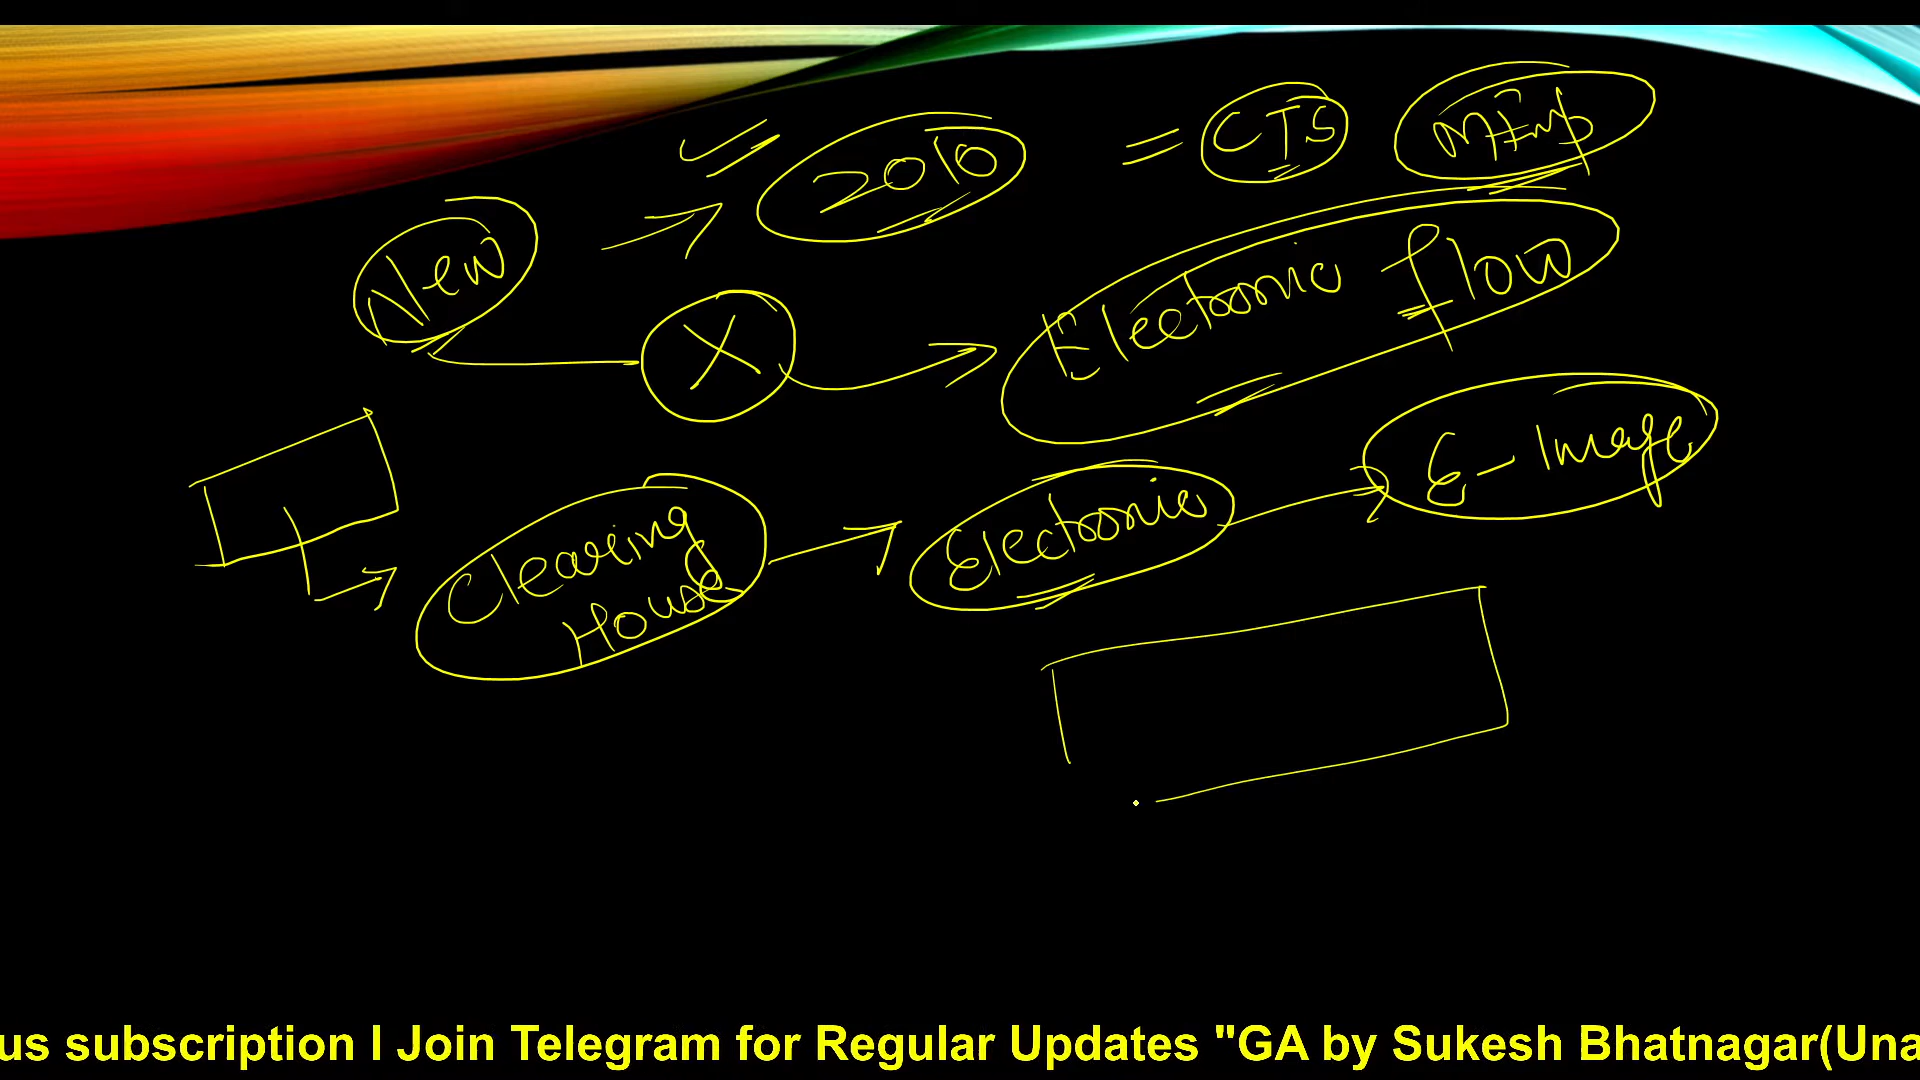 2010 = CTS M.Imp
New →
X → Electronic flow
Clearing House → Electronic → E-Image
us subscription I Join Telegram for Regular Updates "GA by Sukesh Bhatnagar(Una